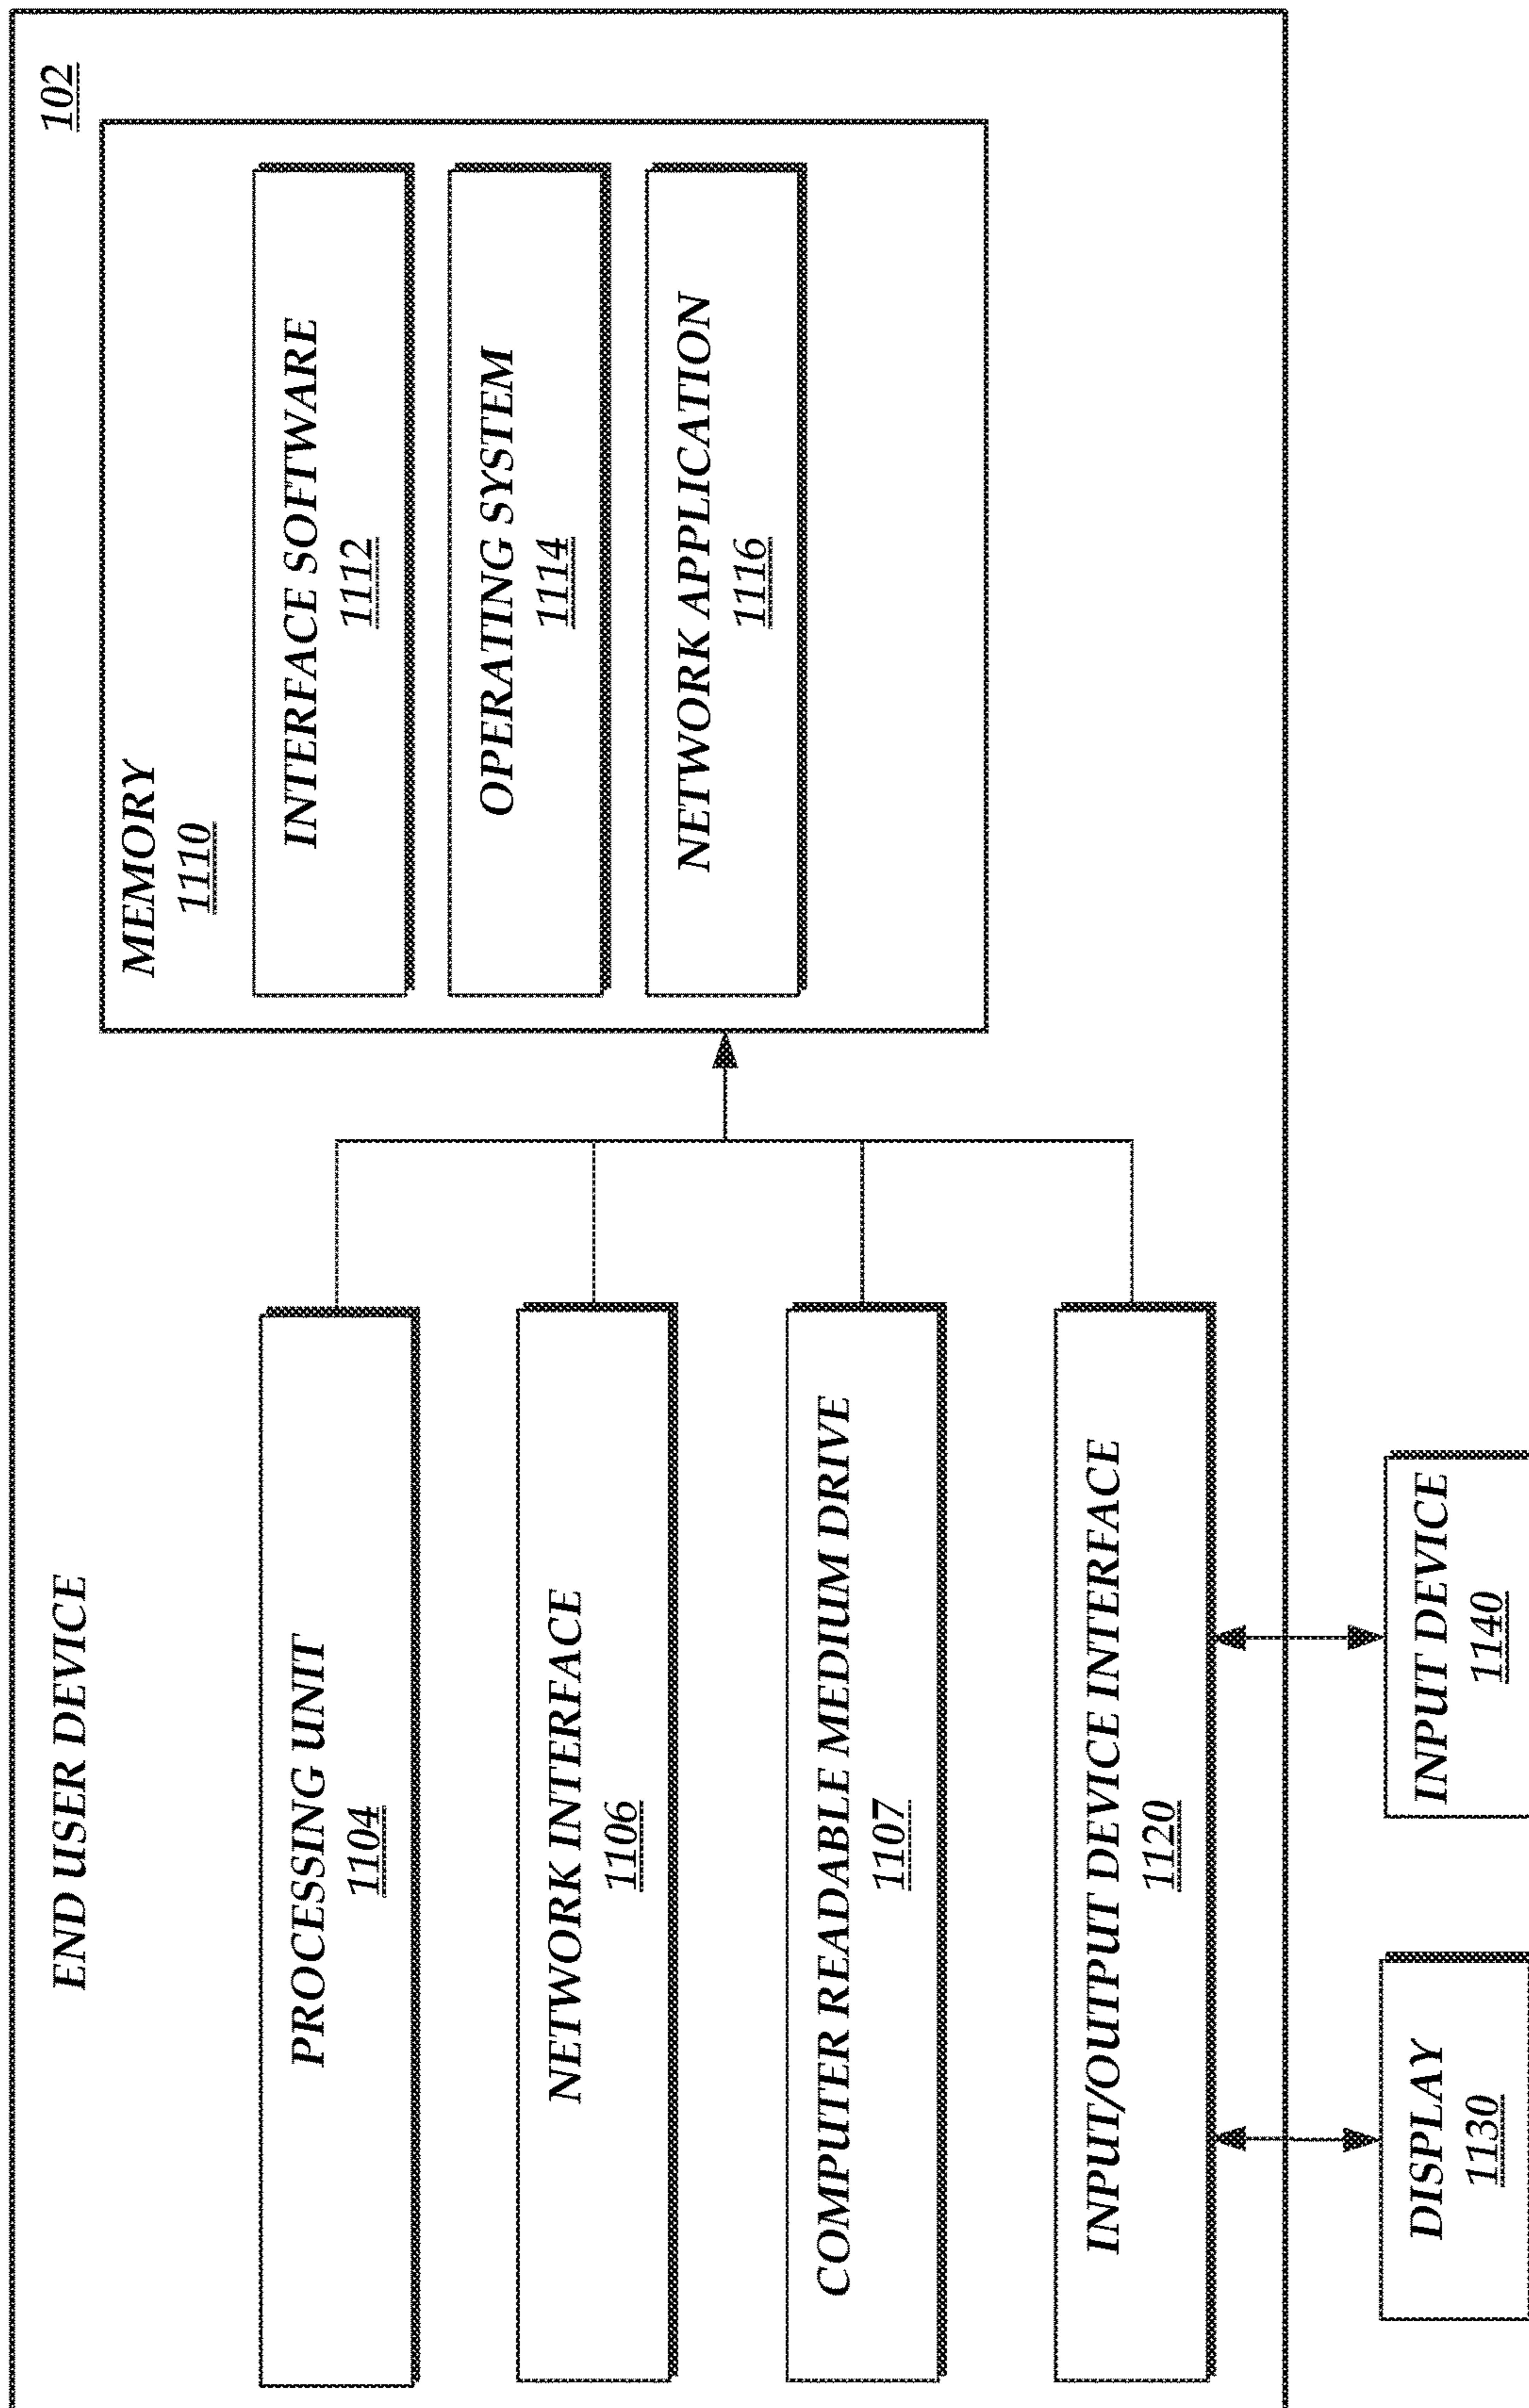 END USER DEVICE
102
PROCESSING UNIT
1104
NETWORK INTERFACE
1106
COMPUTER READABLE MEDIUM DRIVE
1107
INPUT/OUTPUT DEVICE INTERFACE
1120
MEMORY
1110
INTERFACE SOFTWARE
1112
OPERATING SYSTEM
1114
NETWORK APPLICATION
1116
DISPLAY
1130
INPUT DEVICE
1140